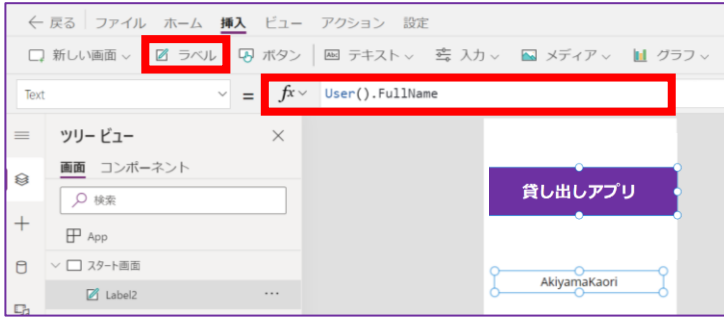 ← 戻る ファイル ホーム 挿入 ビュー アクション 設定
新しい画面 ラベル ボタン Abc テキスト 入力 メディア グラフ
Text = fx User().FullName
ツリー ビュー ×
画面 コンポーネント
検索
貸し出しアプリ
App
スタート画面
AkiyamaKaori
Label2 ...